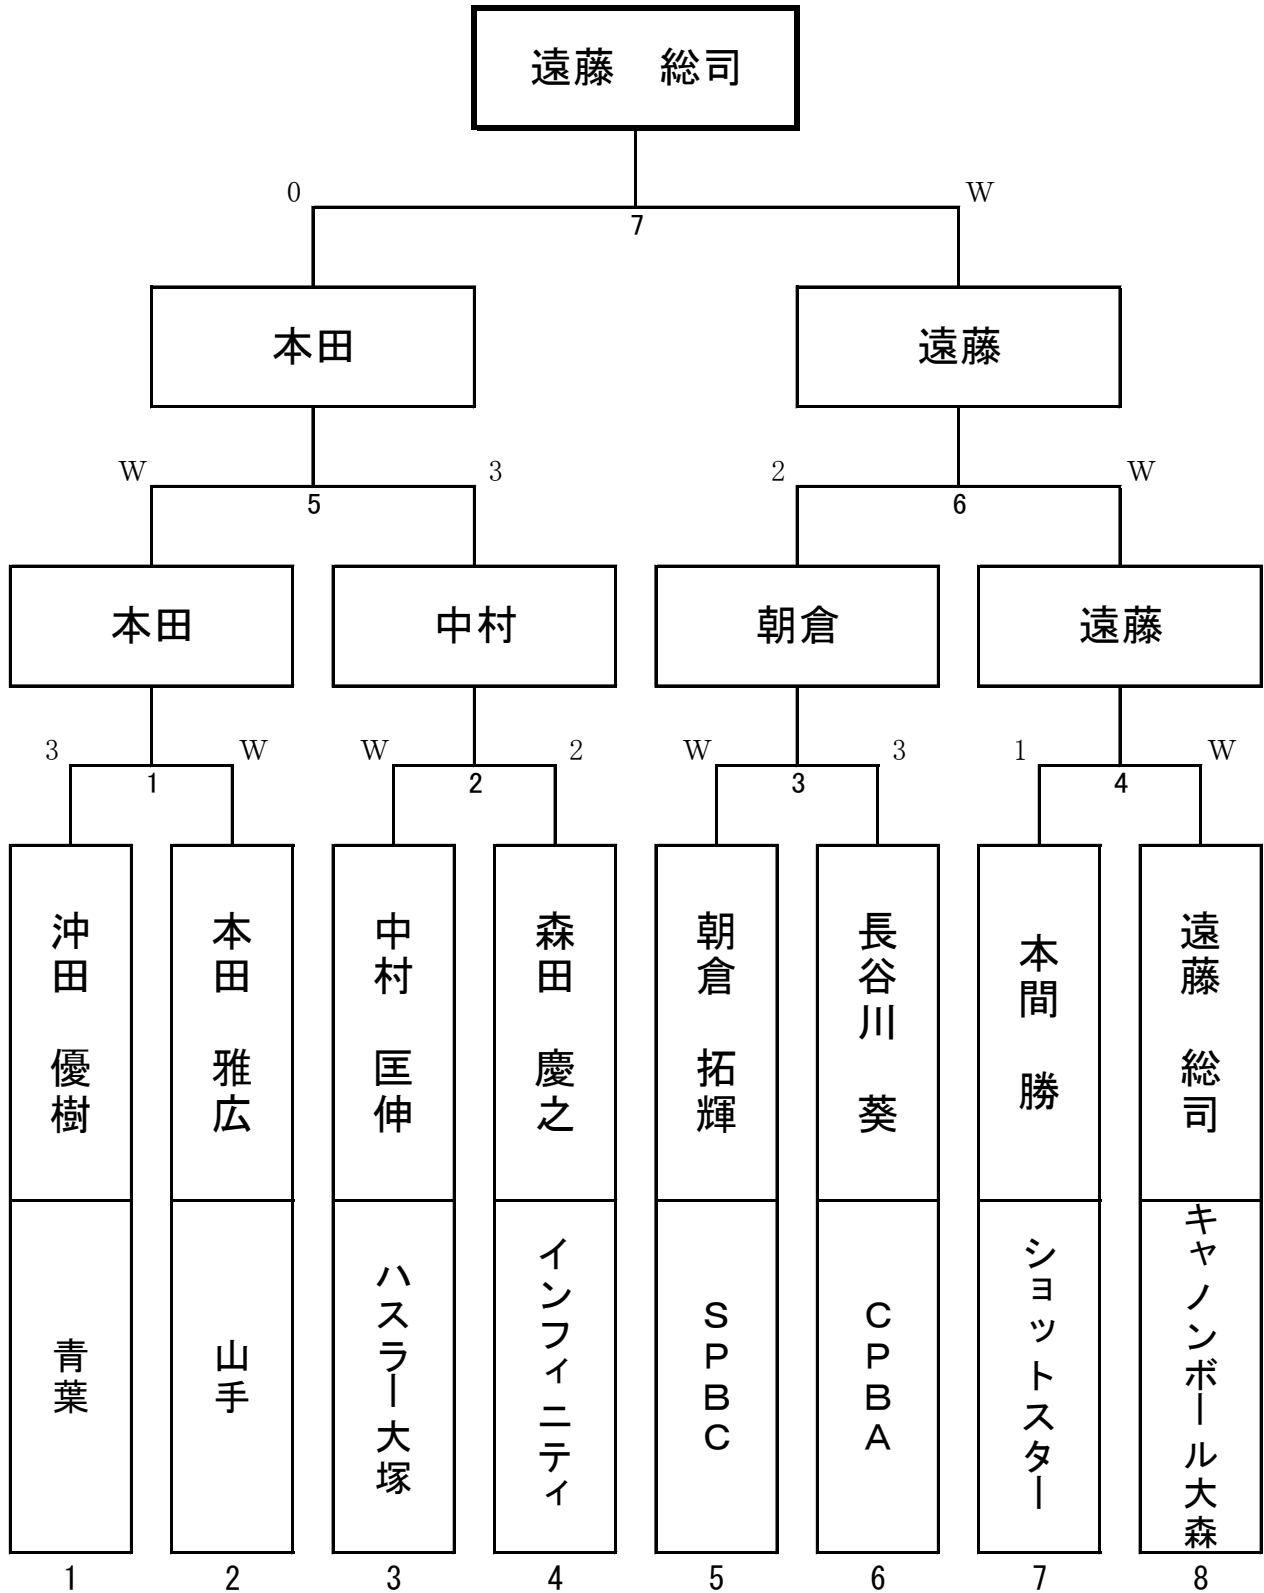 遠藤　総司
0
W
7
本田
遠藤
W
3
2
W
5
6
本田
中村
朝倉
遠藤
3
W
W
2
W
3
1
W
1
2
3
4
沖田　優樹
本田　雅広
中村　匡伸
森田　慶之
朝倉　拓輝
長谷川　葵
本間　勝
遠藤　総司
青葉
山手
ハスラー大塚
インフィニティ
ＳＰＢＣ
ＣＰＢＡ
ショットスター
キャノンボール大森
1
2
3
4
5
6
7
8